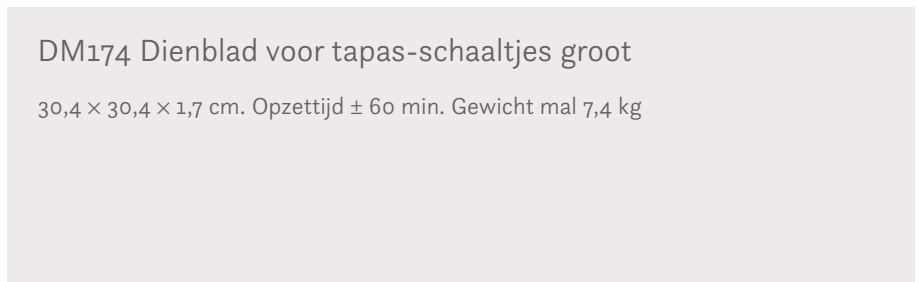 DM174 Dienblad voor tapas-schaaltjes groot
30,4 × 30,4 × 1,7 cm. Opzettijd ± 60 min. Gewicht mal 7,4 kg